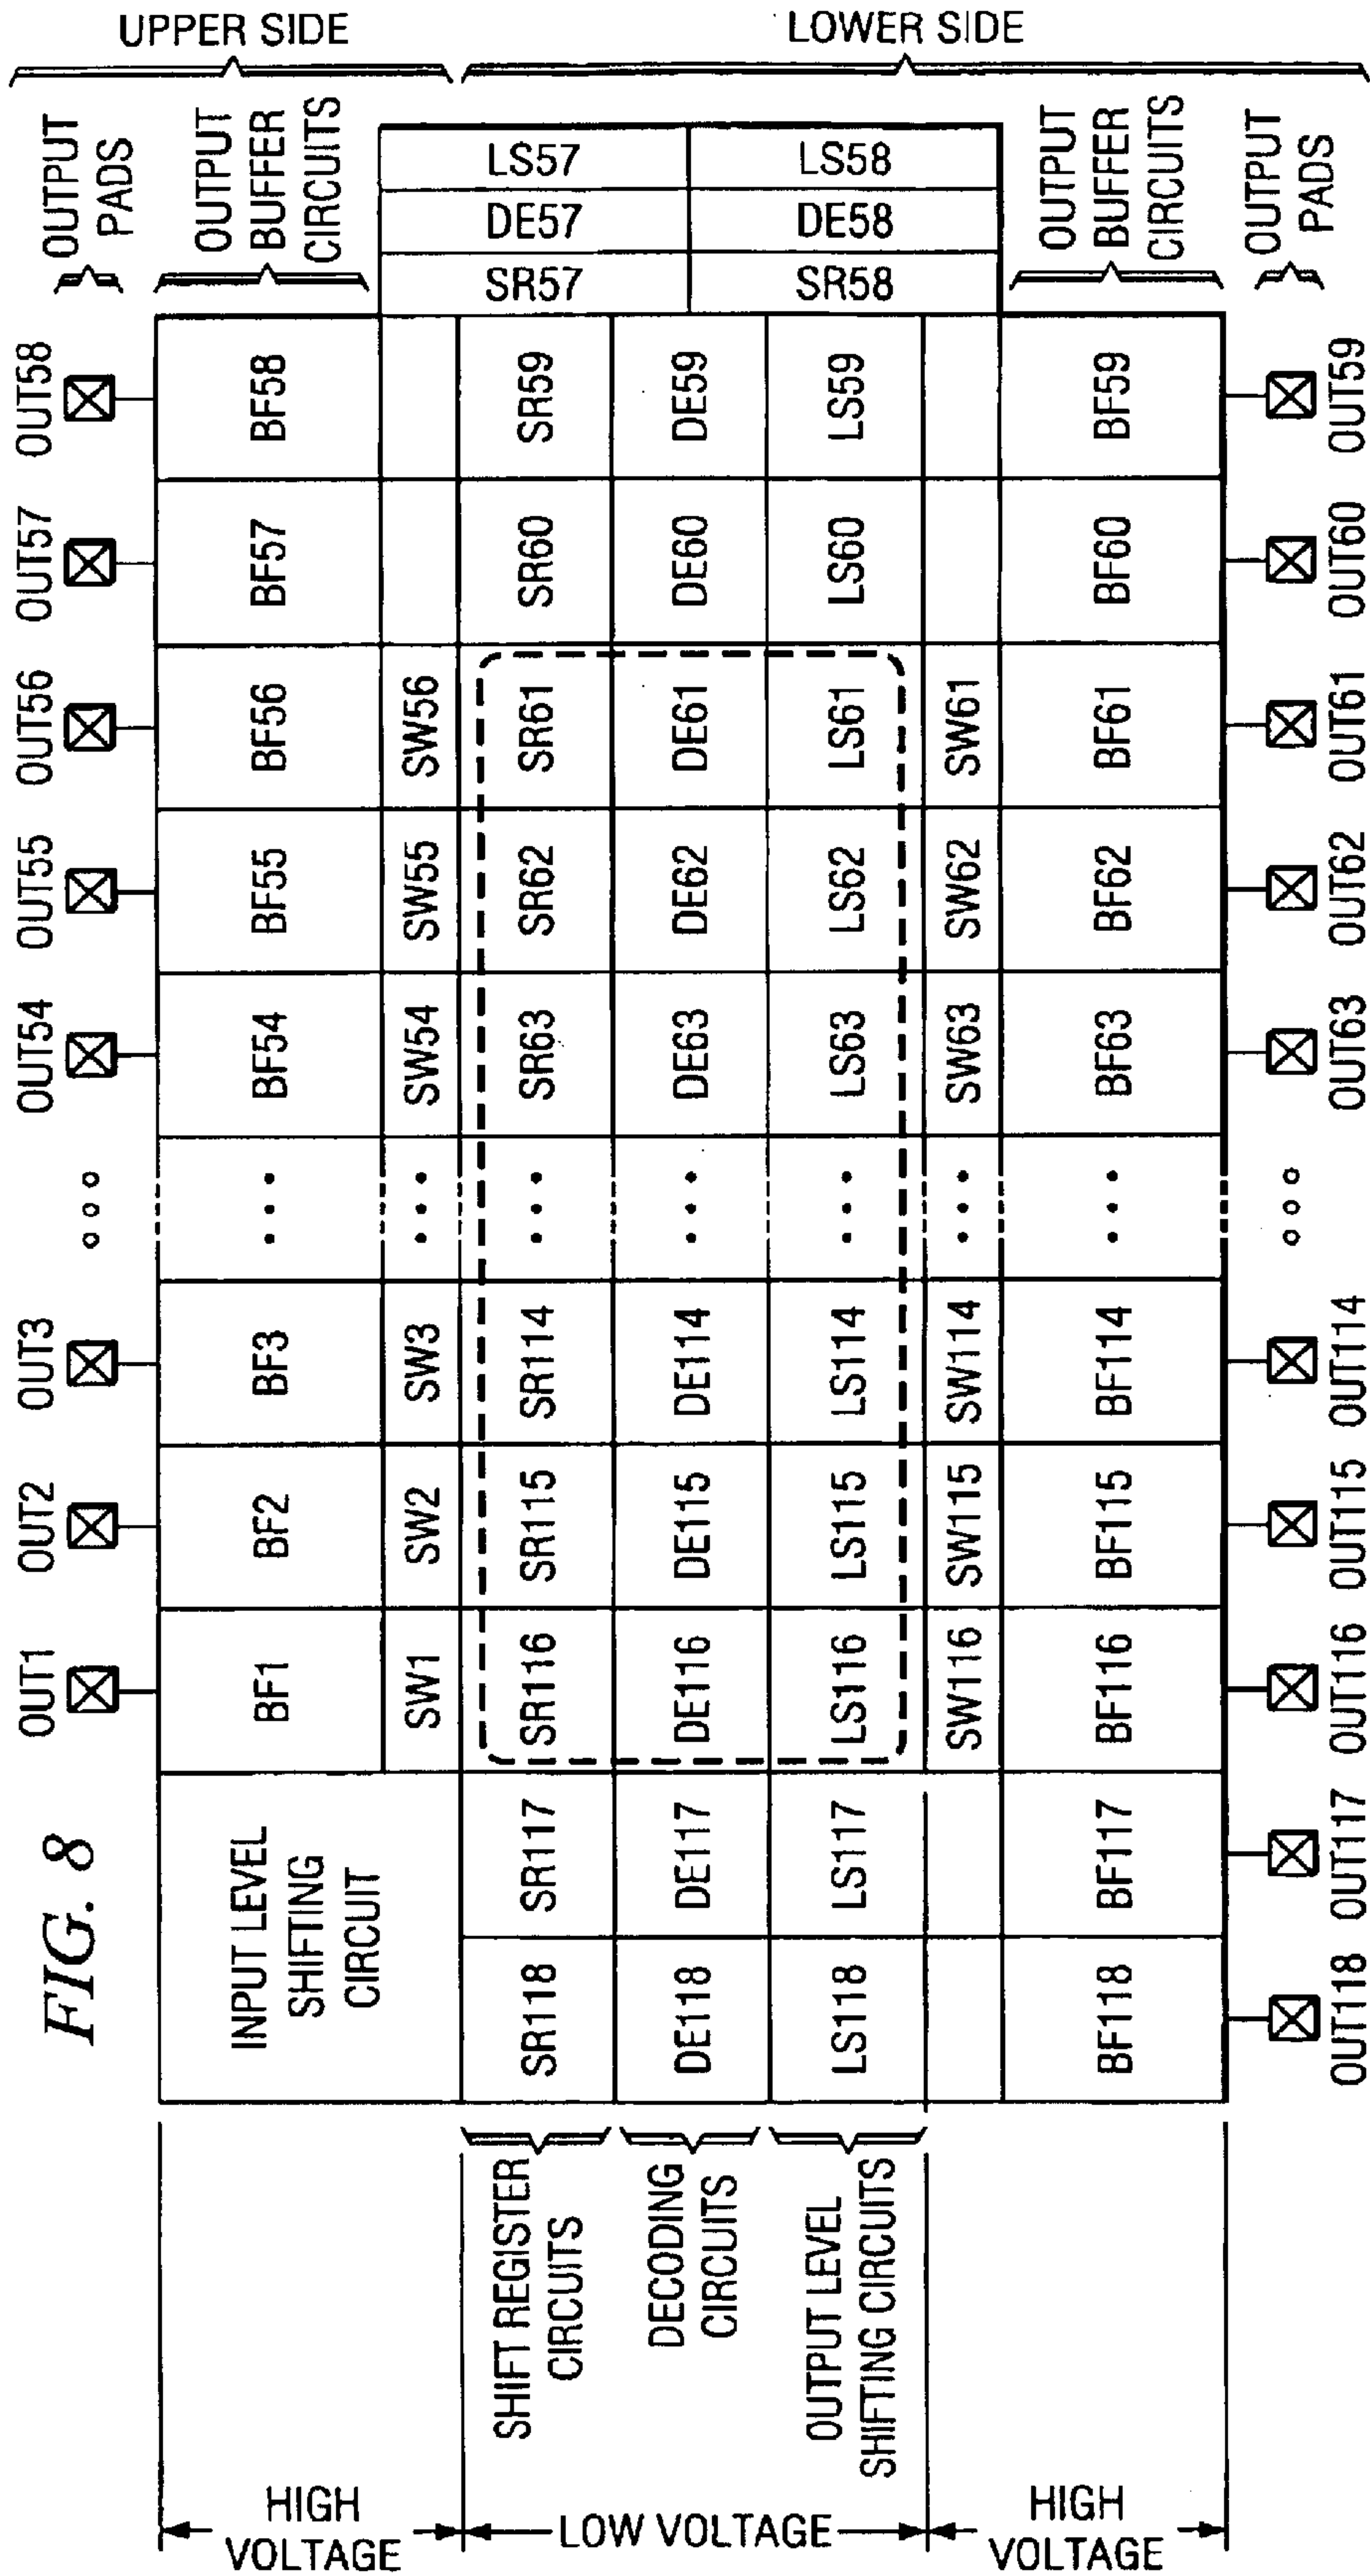 FIG. 8
OUT1 OUT2 OUT3 ∘∘∘ OUT54 OUT55 OUT56 OUT57 OUT58
OUTPUT
PADS
UPPER SIDE
HIGH
VOLTAGE
INPUT LEVEL
SHIFTING
CIRCUIT
BF1 BF2 BF3 ••• BF54 BF55 BF56 BF57 BF58
OUTPUT
BUFFER
CIRCUITS
SW1 SW2 SW3 ••• SW54 SW55 SW56
LOW VOLTAGE
SHIFT REGISTER
CIRCUITS
SR118 SR117 SR116 SR115 SR114 ••• SR63 SR62 SR61 SR60 SR59
SR57 DE57 LS57
DECODING
CIRCUITS
DE118 DE117 DE116 DE115 DE114 ••• DE63 DE62 DE61 DE60 DE59
OUTPUT LEVEL
SHIFTING CIRCUITS
LS118 LS117 LS116 LS115 LS114 ••• LS63 LS62 LS61 LS60 LS59
SR58 DE58 LS58
LOWER SIDE
SW116 SW115 SW114 ••• SW63 SW62 SW61
HIGH
VOLTAGE
BF118 BF117 BF116 BF115 BF114 ••• BF63 BF62 BF61 BF60 BF59
OUTPUT
BUFFER
CIRCUITS
OUTPUT
PADS
OUT118 OUT117 OUT116 OUT115 OUT114 ∘∘∘ OUT63 OUT62 OUT61 OUT60 OUT59